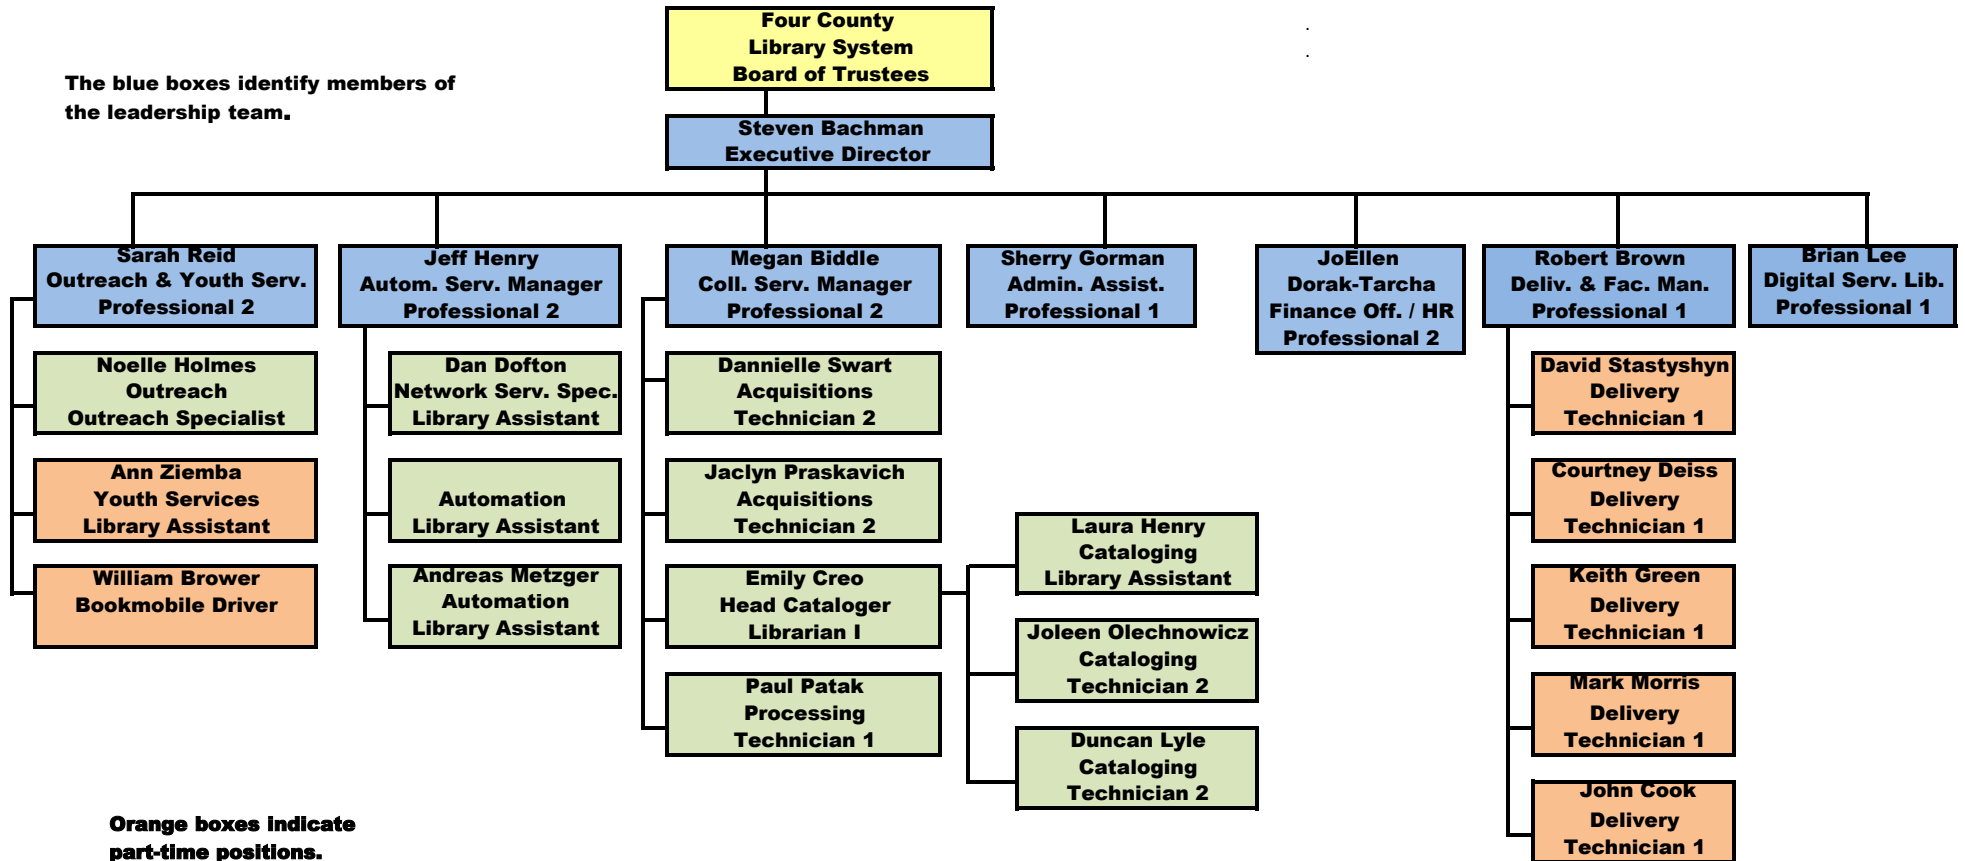 Four County
Library System
Board of Trustees
.
.
The blue boxes identify members of
the leadership team.
Steven Bachman
Executive Director
Sarah Reid
Outreach & Youth Serv.
Professional 2
Jeff Henry
Autom. Serv. Manager
Professional 2
Megan Biddle
Coll. Serv. Manager
Professional 2
Sherry Gorman
Admin. Assist.
Professional 1
JoEllen
Dorak-Tarcha
Finance Off. / HR
Professional 2
Robert Brown
Deliv. & Fac. Man.
Professional 1
Brian Lee
Digital Serv. Lib.
Professional 1
Noelle Holmes
Outreach
Outreach Specialist
Ann Ziemba
Youth Services
Library Assistant
William Brower
Bookmobile Driver
Dan Dofton
Network Serv. Spec.
Library Assistant
Automation
Library Assistant
Andreas Metzger
Automation
Library Assistant
Dannielle Swart
Acquisitions
Technician 2
Jaclyn Praskavich
Acquisitions
Technician 2
Emily Creo
Head Cataloger
Librarian I
Paul Patak
Processing
Technician 1
Laura Henry
Cataloging
Library Assistant
Joleen Olechnowicz
Cataloging
Technician 2
Duncan Lyle
Cataloging
Technician 2
David Stastyshyn
Delivery
Technician 1
Courtney Deiss
Delivery
Technician 1
Keith Green
Delivery
Technician 1
Mark Morris
Delivery
Technician 1
John Cook
Delivery
Technician 1
Orange boxes indicate
part-time positions.